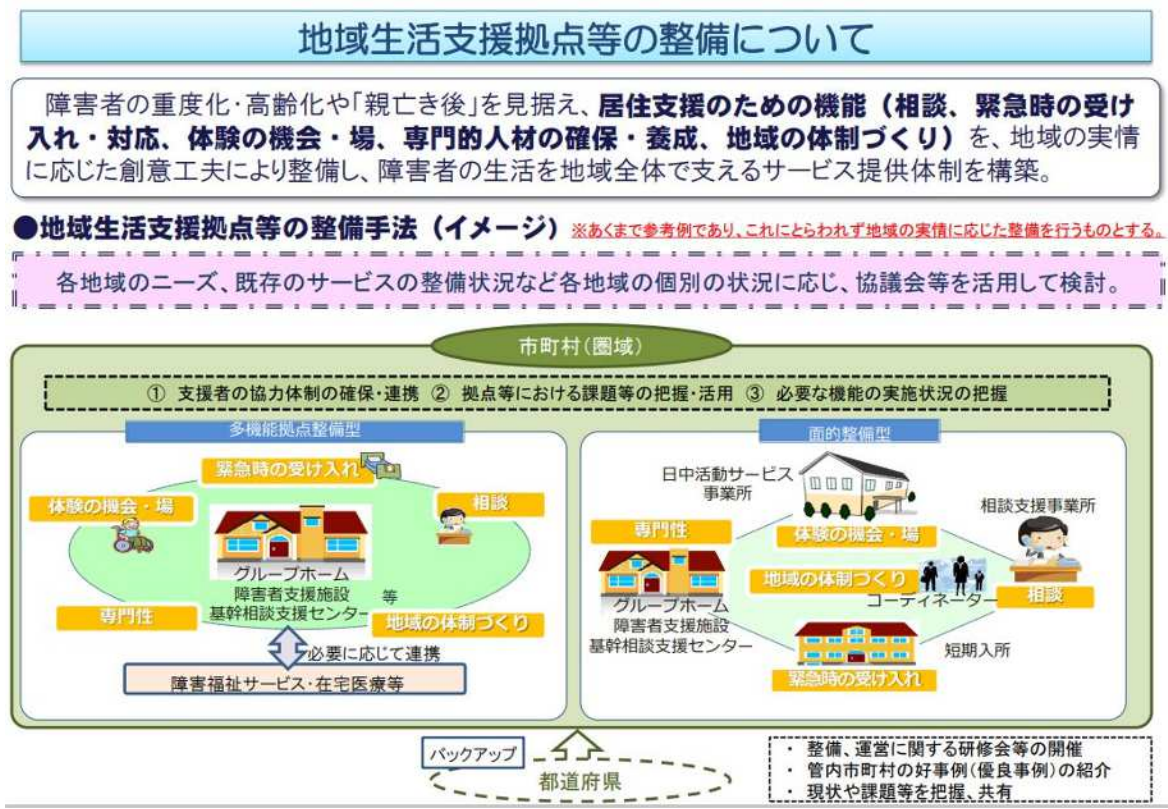 地域生活支援拠点等の整備について
障害者の重度化・高齢化や「親亡き後」を見据え、居住支援のための機能(相談、緊急時の受け
入れ・対応、体験の機会・場、専門的人材の確保・養成、地域の体制づくり)を、地域の実情
に応じた創意工夫により整備し、障害者の生活を地域全体で支えるサービス提供体制を構築。
●地域生活支援拠点等の整備手法(イメージ)※あくまで参考例であり、これにとらわれず地域の実情に応じた整備を行うものとする。
各地域のニーズ、既存のサービスの整備状況など各地域の個別の状況に応じ、協議会等を活用して検討。
市町村(圏域)
① 支援者の協力体制の確保・連携 ② 拠点等における課題等の把握・活用 ③ 必要な機能の実施状況の把握
多機能拠点整備型
緊急時の受け入れ
体験の機会・場
相談
グループホーム
障害者支援施設
基幹相談支援センター
等
専門性
地域の体制づくり
必要に応じて連携
障害福祉サービス・在宅医療等
面的整備型
日中活動サービス
事業所
体験の機会・場
相談支援事業所
相談
専門性
グループホーム
障害者支援施設
基幹相談支援センター
地域の体制づくり
コーディネーター
短期入所
緊急時の受け入れ
バックアップ
都道府県
・ 整備、運営に関する研修会等の開催
・ 管内市町村の好事例(優良事例)の紹介
・ 現状や課題等を把握、共有